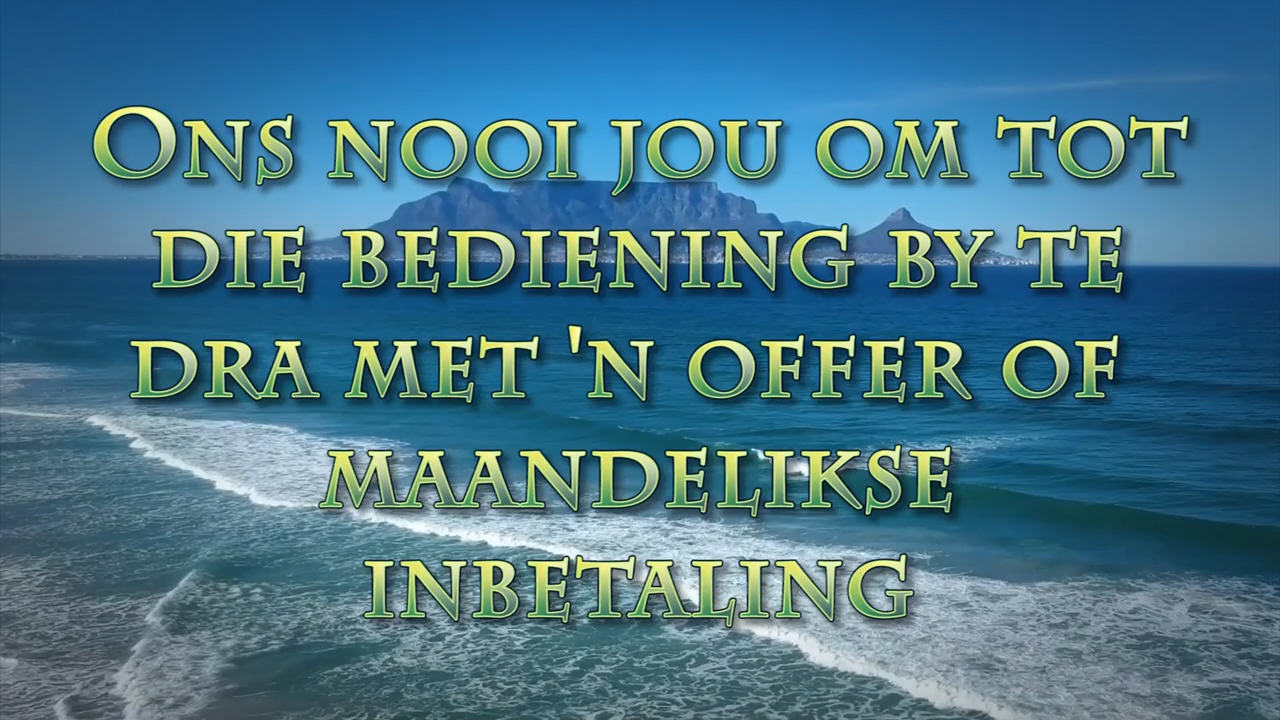 Ons nooi jou om tot
die bediening by te
dra met 'n offer of
maandelikse
inbetaling